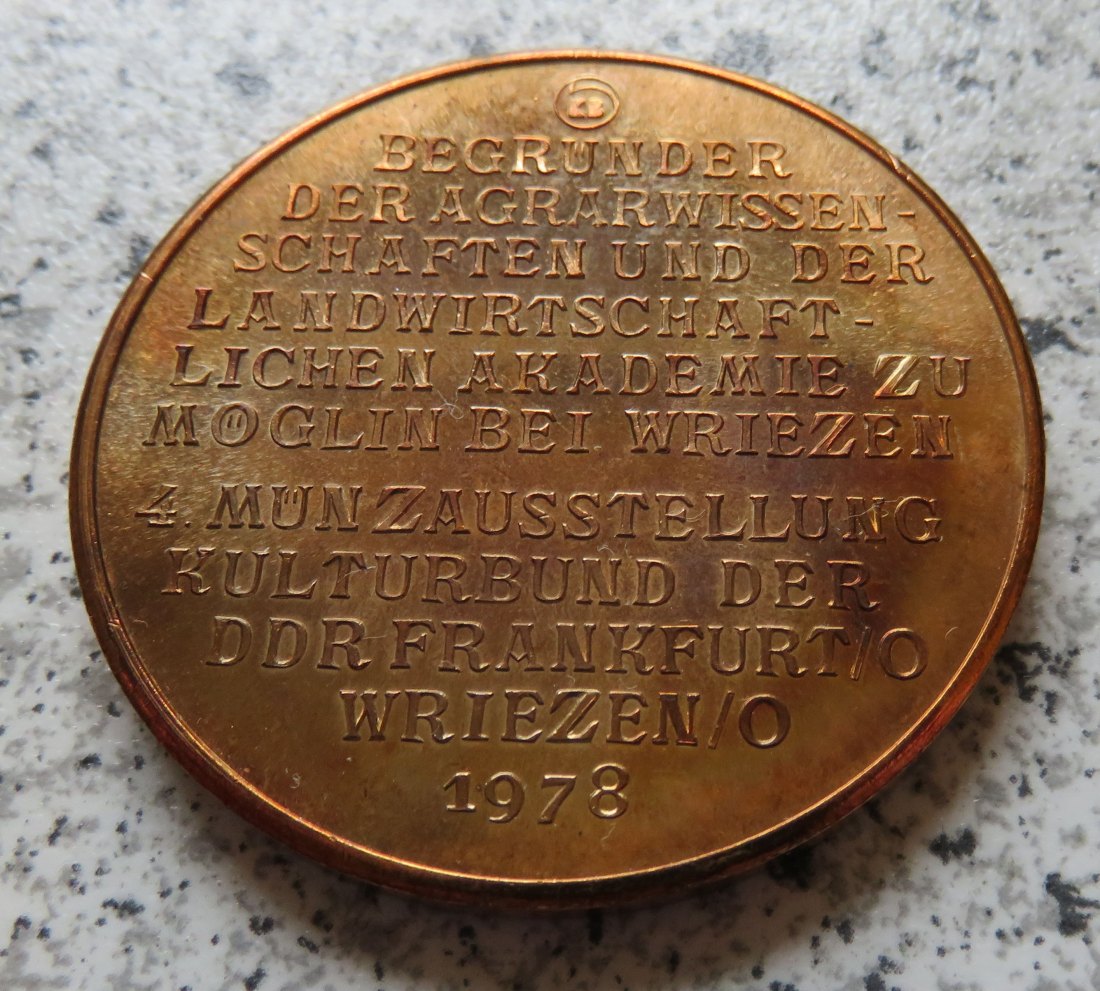 BEGRÜNDER
DER AGRARWISSEN-
SCHAFTEN UND DER
LANDWIRTSCHAFT-
LICHEN AKADEMIE ZU
MÖGLIN BEI WRIEZEN
4. MÜNZAUSSTELLUNG
KULTURBUND DER
DDR FRANKFURT/O
WRIEZEN/O
1978